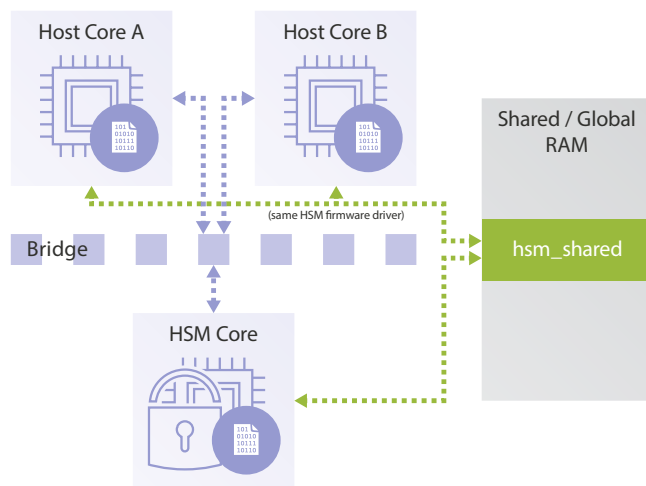 Host Core A
101
01010
10111
10110
Host Core B
101
01010
10111
10110
Shared / Global
RAM
(same HSM firmware driver)
Bridge
hsm_shared
HSM Core
101
01010
10111
10110